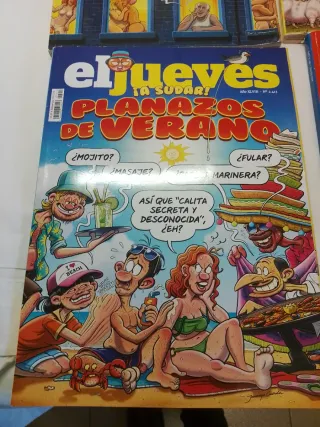 el jueves
¡A SUDAR!
PLANAZOS
DE VERANO
¿MOJITO?
¿FULAR?
¿MASAJE?
MARINERA?
ASÍ QUE "CALITA
SECRETA Y
DESCONOCIDA",
¿EH?
I ♥
BEACH